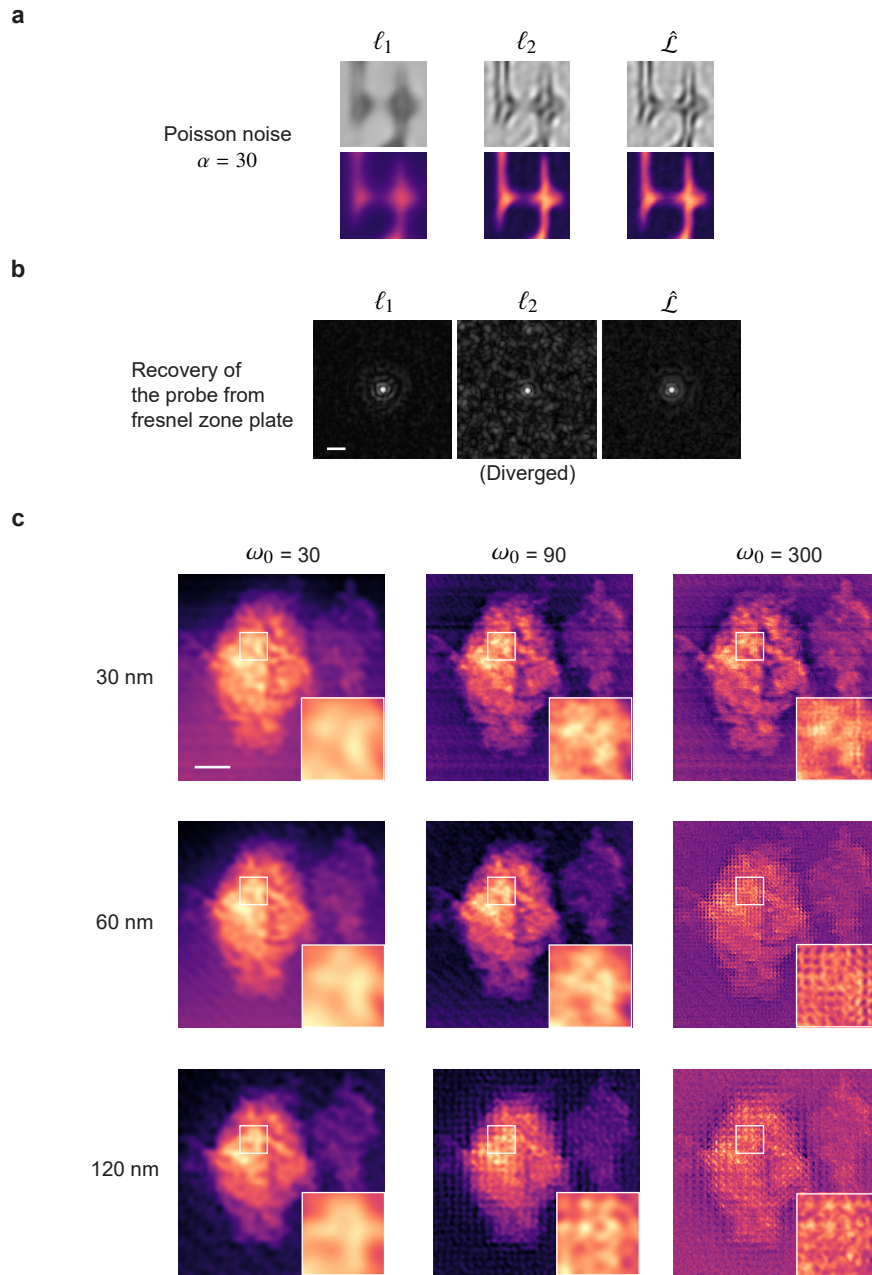 a
ℓ₁ ℓ₂ ℒ̂
Poisson noise
α = 30
b
ℓ₁ ℓ₂ ℒ̂
Recovery of
the probe from
fresnel zone plate
(Diverged)
c
ω₀ = 30 ω₀ = 90 ω₀ = 300
30 nm
60 nm
120 nm